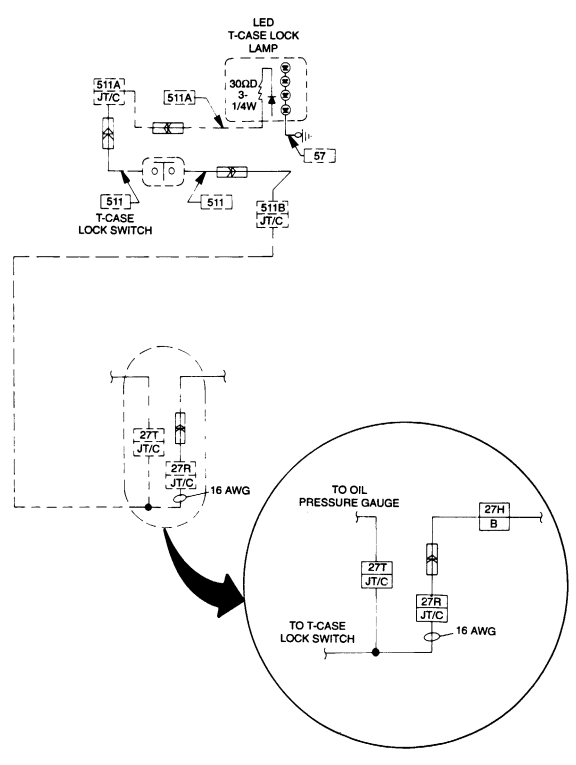 LED
T-CASE LOCK
LAMP
511A
JT/C
511A
30ΩD
3-
1/4W
57
511
T-CASE
LOCK SWITCH
511
511B
JT/C
27T
JT/C
27R
JT/C
16 AWG
TO OIL
PRESSURE GAUGE
27H
B
27T
JT/C
27R
JT/C
16 AWG
TO T-CASE
LOCK SWITCH